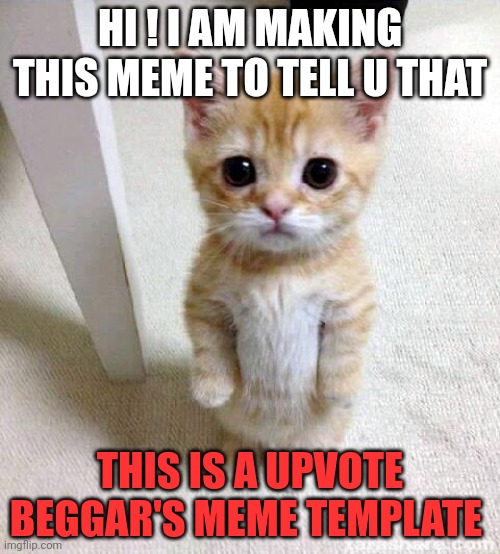 HI ! I AM MAKING
THIS MEME TO TELL U THAT
THIS IS A UPVOTE
BEGGAR'S MEME TEMPLATE
imgflip.com